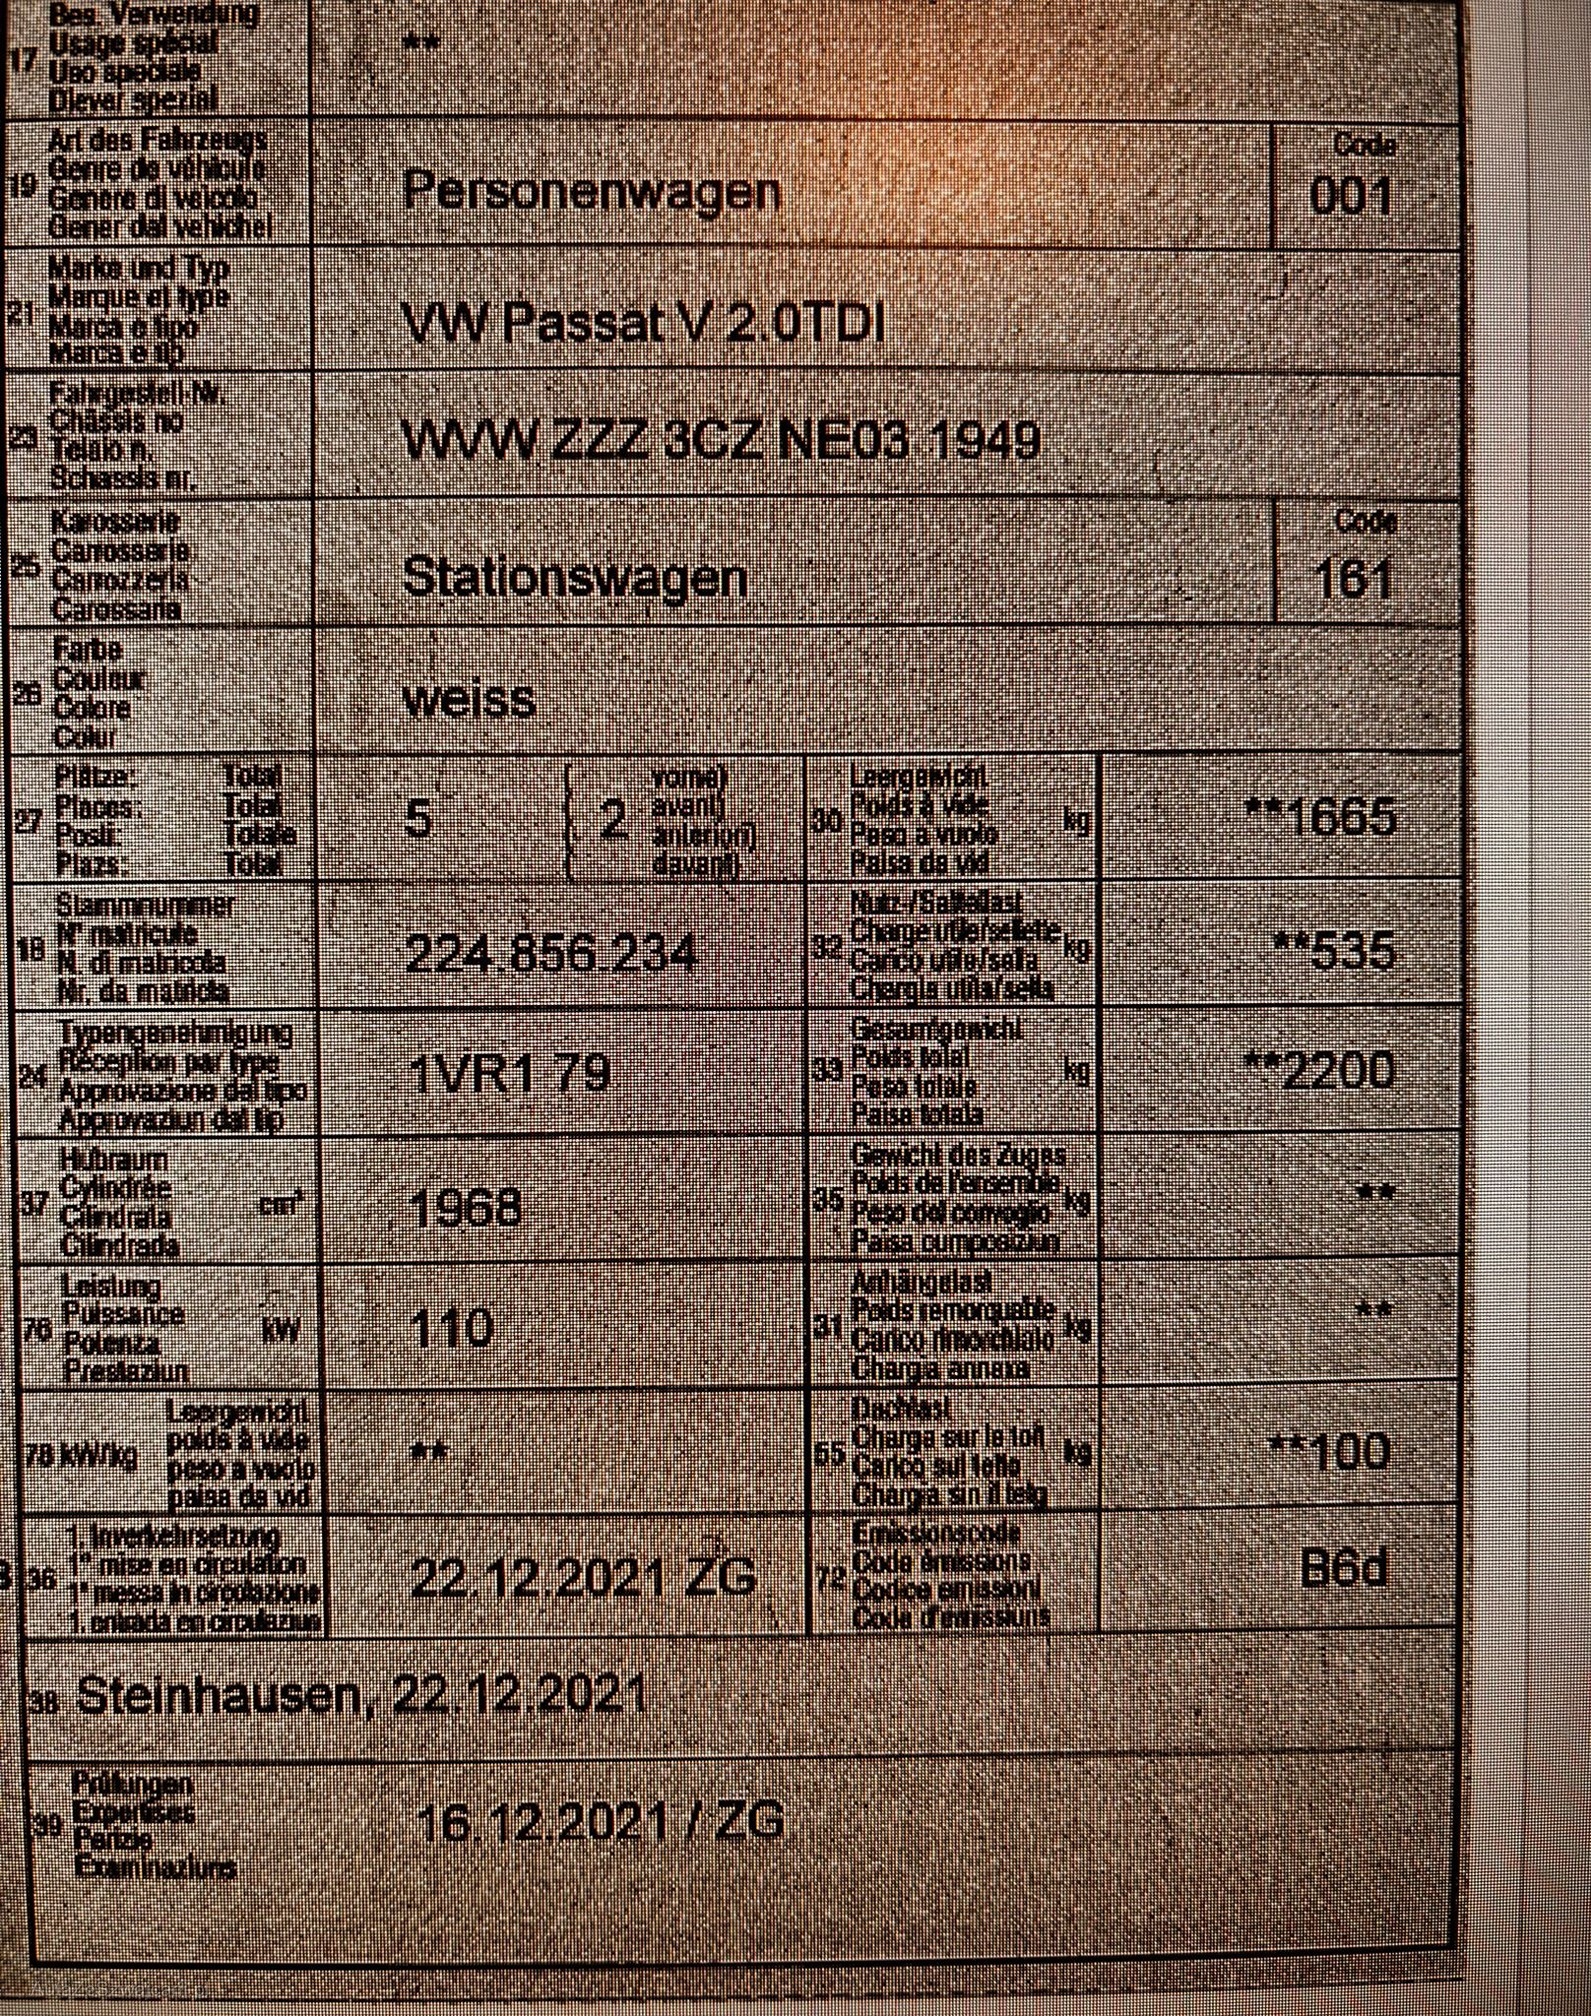 17 Bes. Verwendung
Usage spécial
Uso speciale
Diever spezial
**
19 Art des Fahrzeugs
Genre de véhicule
Genere di veicolo
Gener dal vehichel
Personenwagen
Code
001
21 Marke und Typ
Marque et type
Marca e tipo
Marca e tip
VW Passat V 2.0TDI
23 Fahrgestell-Nr.
Châssis no
Telaio n.
Schassis nr.
WVW ZZZ 3CZ NE03 1949
25 Karosserie
Carrosserie
Carrozzeria
Carossaria
Stationswagen
Code
161
26 Farbe
Couleur
Colore
Colur
weiss
27 Plätze: Total
Places: Total
Posti: Totale
Plazs: Total
5 ( 2 vorne)
avant)
anteriori)
davant)
30 Leergewicht
Poids à vide
Peso a vuoto
Paisa da vid
kg
**1665
18 Stammnummer
N° matricule
N. di matricola
Nr. da matricla
224.856.234
32 Nutz-/Sattellast
Charge utile/sellette
Carico utile/sella
Chargia utila/sella
kg
**535
24 Typengenehmigung
Réception par type
Approvazione del tipo
Approvaziun dal tip
1VR1 79
33 Gesamtgewicht
Poids total
Peso totale
Paisa totala
kg
**2200
37 Hubraum
Cylindrée
Cilindrata
Cilindrada
cm³
1968
35 Gewicht des Zuges
Poids de l'ensemble
Peso del convoglio
Paisa cumposiziun
kg
**
76 Leistung
Puissance
Potenza
Prestaziun
kW
110
31 Anhängelast
Poids remorquable
Carico rimorchiato
Chargia annexa
kg
**
78 kW/kg Leergewicht
poids à vide
peso a vuoto
paisa da vid
**
55 Dachlast
Charge sur le toit
Carico sul tetto
Chargia sin il tetg
kg
**100
36 1. Inverkehrsetzung
1ª mise en circulation
1ª messa in circolazione
1. entrada en circulaziun
22.12.2021 ZG
72 Emissionscode
Code émissions
Codice emissioni
Code d'emissiuns
B6d
38 Steinhausen, 22.12.2021
39 Prüfungen
Expertises
Perizie
Examinaziuns
16.12.2021 / ZG